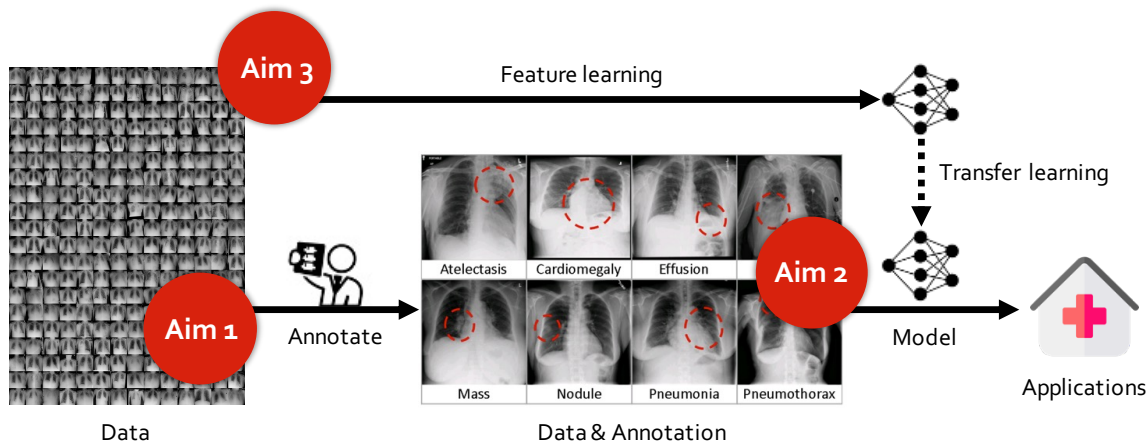 Aim 3
Feature learning
Transfer learning
Atelectasis
Cardiomegaly
Effusion
Aim 2
Aim 1
Annotate
Model
Mass
Nodule
Pneumonia
Pneumothorax
Applications
Data
Data & Annotation